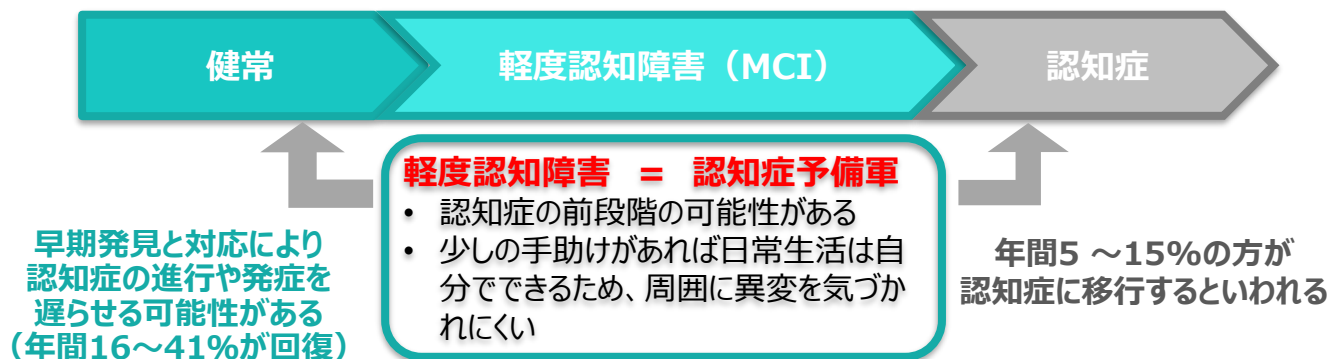 健常
軽度認知障害（MCI）
認知症
軽度認知障害 = 認知症予備軍
• 認知症の前段階の可能性がある
• 少しの手助けがあれば日常生活は自
分でできるため、周囲に異変を気づか
れにくい
早期発見と対応により
認知症の進行や発症を
遅らせる可能性がある
（年間16～41%が回復）
年間5 ～15%の方が
認知症に移行するといわれる